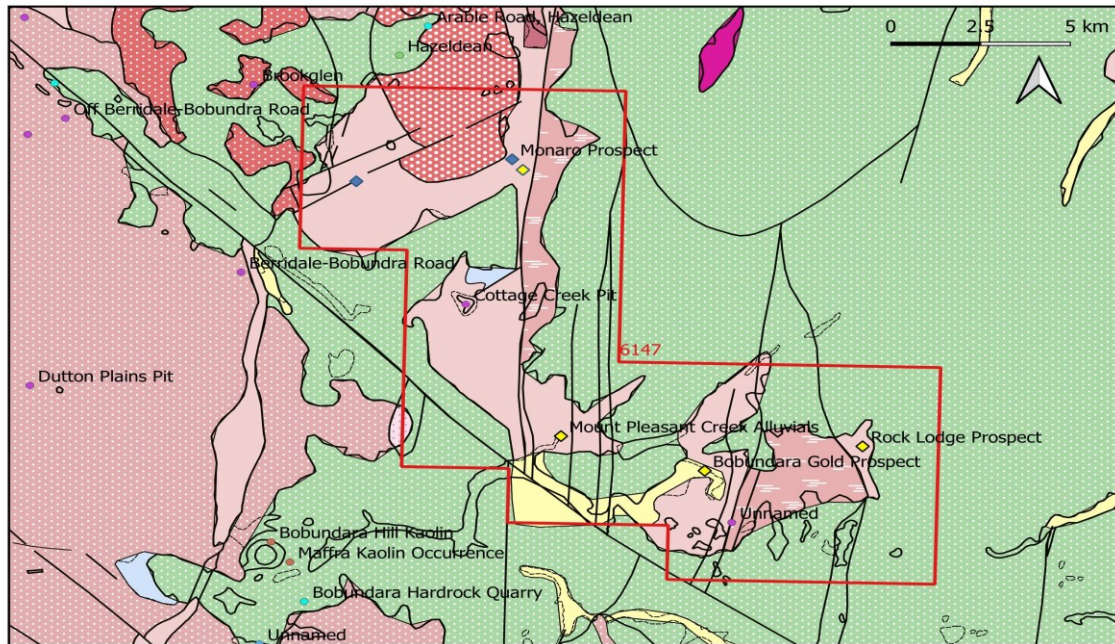 Arable Road, Hazeldean
0 2.5 5 km
Hazeldean
Brookglen
Off Berridale-Bobundra Road
Monaro Prospect
Berridale-Bobundra Road
Cottage Creek Pit
6147
Dutton Plains Pit
Mount Pleasant Creek Alluvials
Rock Lodge Prospect
Bobundara Gold Prospect
Unnamed
Bobundara Hill Kaolin
Maffra Kaolin Occurrence
Bobundara Hardrock Quarry
Unnamed